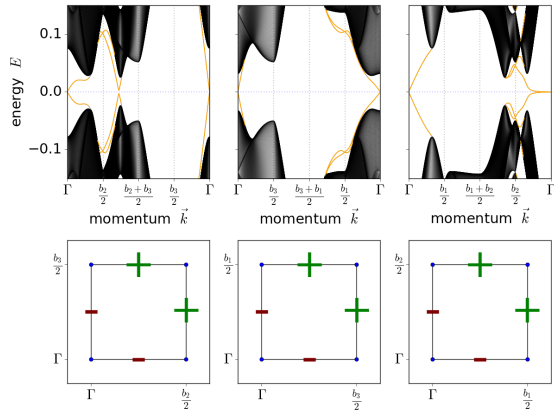 0.1
0.0
−0.1
energy E
Γ b₂/2 (b₂ + b₃)/2 b₃/2 Γ
Γ b₃/2 (b₃ + b₁)/2 b₁/2 Γ
Γ b₁/2 (b₁ + b₂)/2 b₂/2 Γ
momentum k⃗
momentum k⃗
momentum k⃗
b₃/2
Γ
Γ b₂/2
b₁/2
Γ
Γ b₃/2
b₂/2
Γ
Γ b₁/2